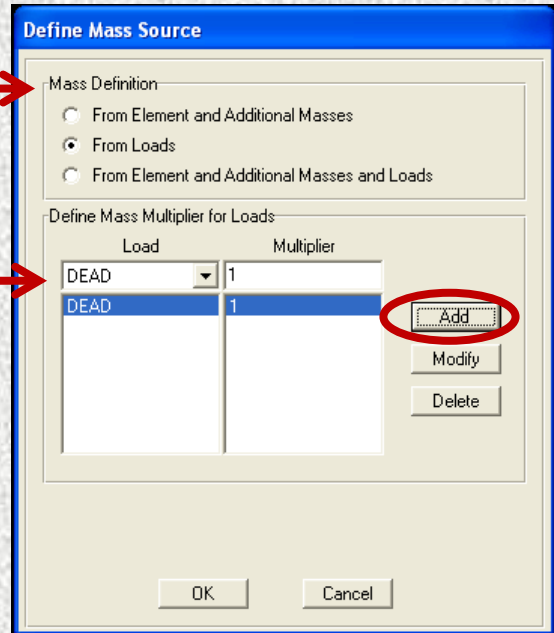 Define Mass Source
Mass Definition
From Element and Additional Masses
From Loads
From Element and Additional Masses and Loads
Define Mass Multiplier for Loads
Load Multiplier
DEAD 1
DEAD 1
Add
Modify
Delete
OK Cancel